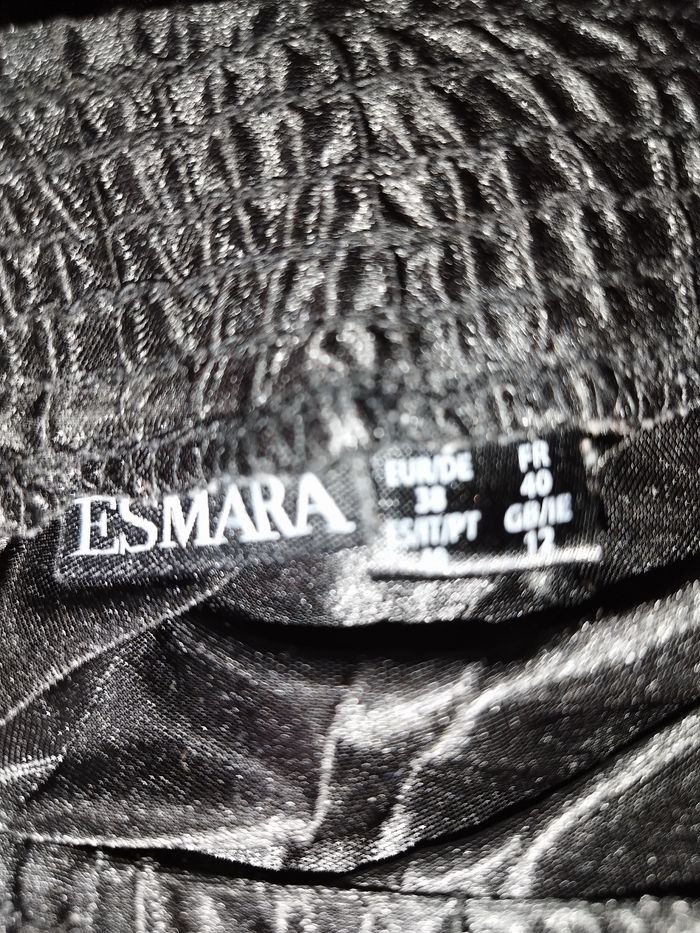 ESMARA
EUR/DE FR
38 40
ES/IT/PT GB/IE
12